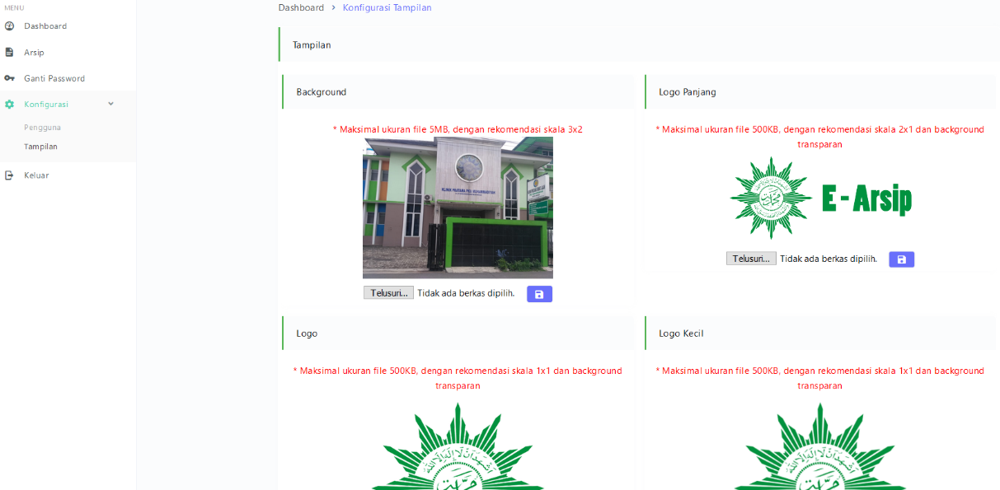 MENU
Dashboard
Arsip
Ganti Password
Konfigurasi
Pengguna
Tampilan
Keluar
Dashboard > Konfigurasi Tampilan
Tampilan
Background
* Maksimal ukuran file 5MB, dengan rekomendasi skala 3x2
Telusuri... Tidak ada berkas dipilih.
Logo Panjang
* Maksimal ukuran file 500KB, dengan rekomendasi skala 2x1 dan background
transparan
E - Arsip
Telusuri... Tidak ada berkas dipilih.
Logo
* Maksimal ukuran file 500KB, dengan rekomendasi skala 1x1 dan background
transparan
Logo Kecil
* Maksimal ukuran file 500KB, dengan rekomendasi skala 1x1 dan background
transparan